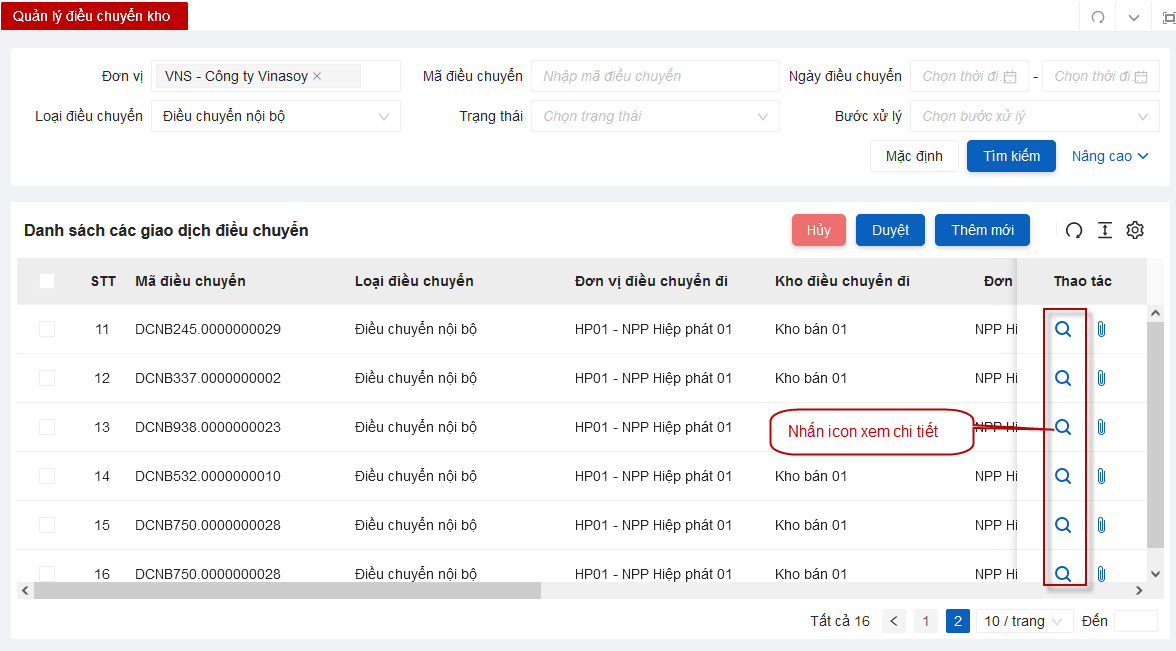 Quản lý điều chuyển kho
Đơn vị VNS - Công ty Vinasoy × Mã điều chuyển Nhập mã điều chuyển Ngày điều chuyển Chọn thời đi - Chọn thời đi
Loại điều chuyển Điều chuyển nội bộ Trạng thái Chọn trạng thái Bước xử lý Chọn bước xử lý
Mặc định Tìm kiếm Nâng cao
Danh sách các giao dịch điều chuyển Hủy Duyệt Thêm mới
STT Mã điều chuyển Loại điều chuyển Đơn vị điều chuyển đi Kho điều chuyển đi Đơn Thao tác
11 DCNB245.0000000029 Điều chuyển nội bộ HP01 - NPP Hiệp phát 01 Kho bán 01 NPP Hi
12 DCNB337.0000000002 Điều chuyển nội bộ HP01 - NPP Hiệp phát 01 Kho bán 01 NPP Hi
13 DCNB938.0000000023 Điều chuyển nội bộ HP01 - NPP Hiệp phát 01 Nhấn icon xem chi tiết NPP Hi
14 DCNB532.0000000010 Điều chuyển nội bộ HP01 - NPP Hiệp phát 01 Kho bán 01 NPP Hi
15 DCNB750.0000000028 Điều chuyển nội bộ HP01 - NPP Hiệp phát 01 Kho bán 01 NPP Hi
16 DCNB750.0000000028 Điều chuyển nội bộ HP01 - NPP Hiệp phát 01 Kho bán 01 NPP Hi
Tất cả 16 < 1 2 10 / trang Đến